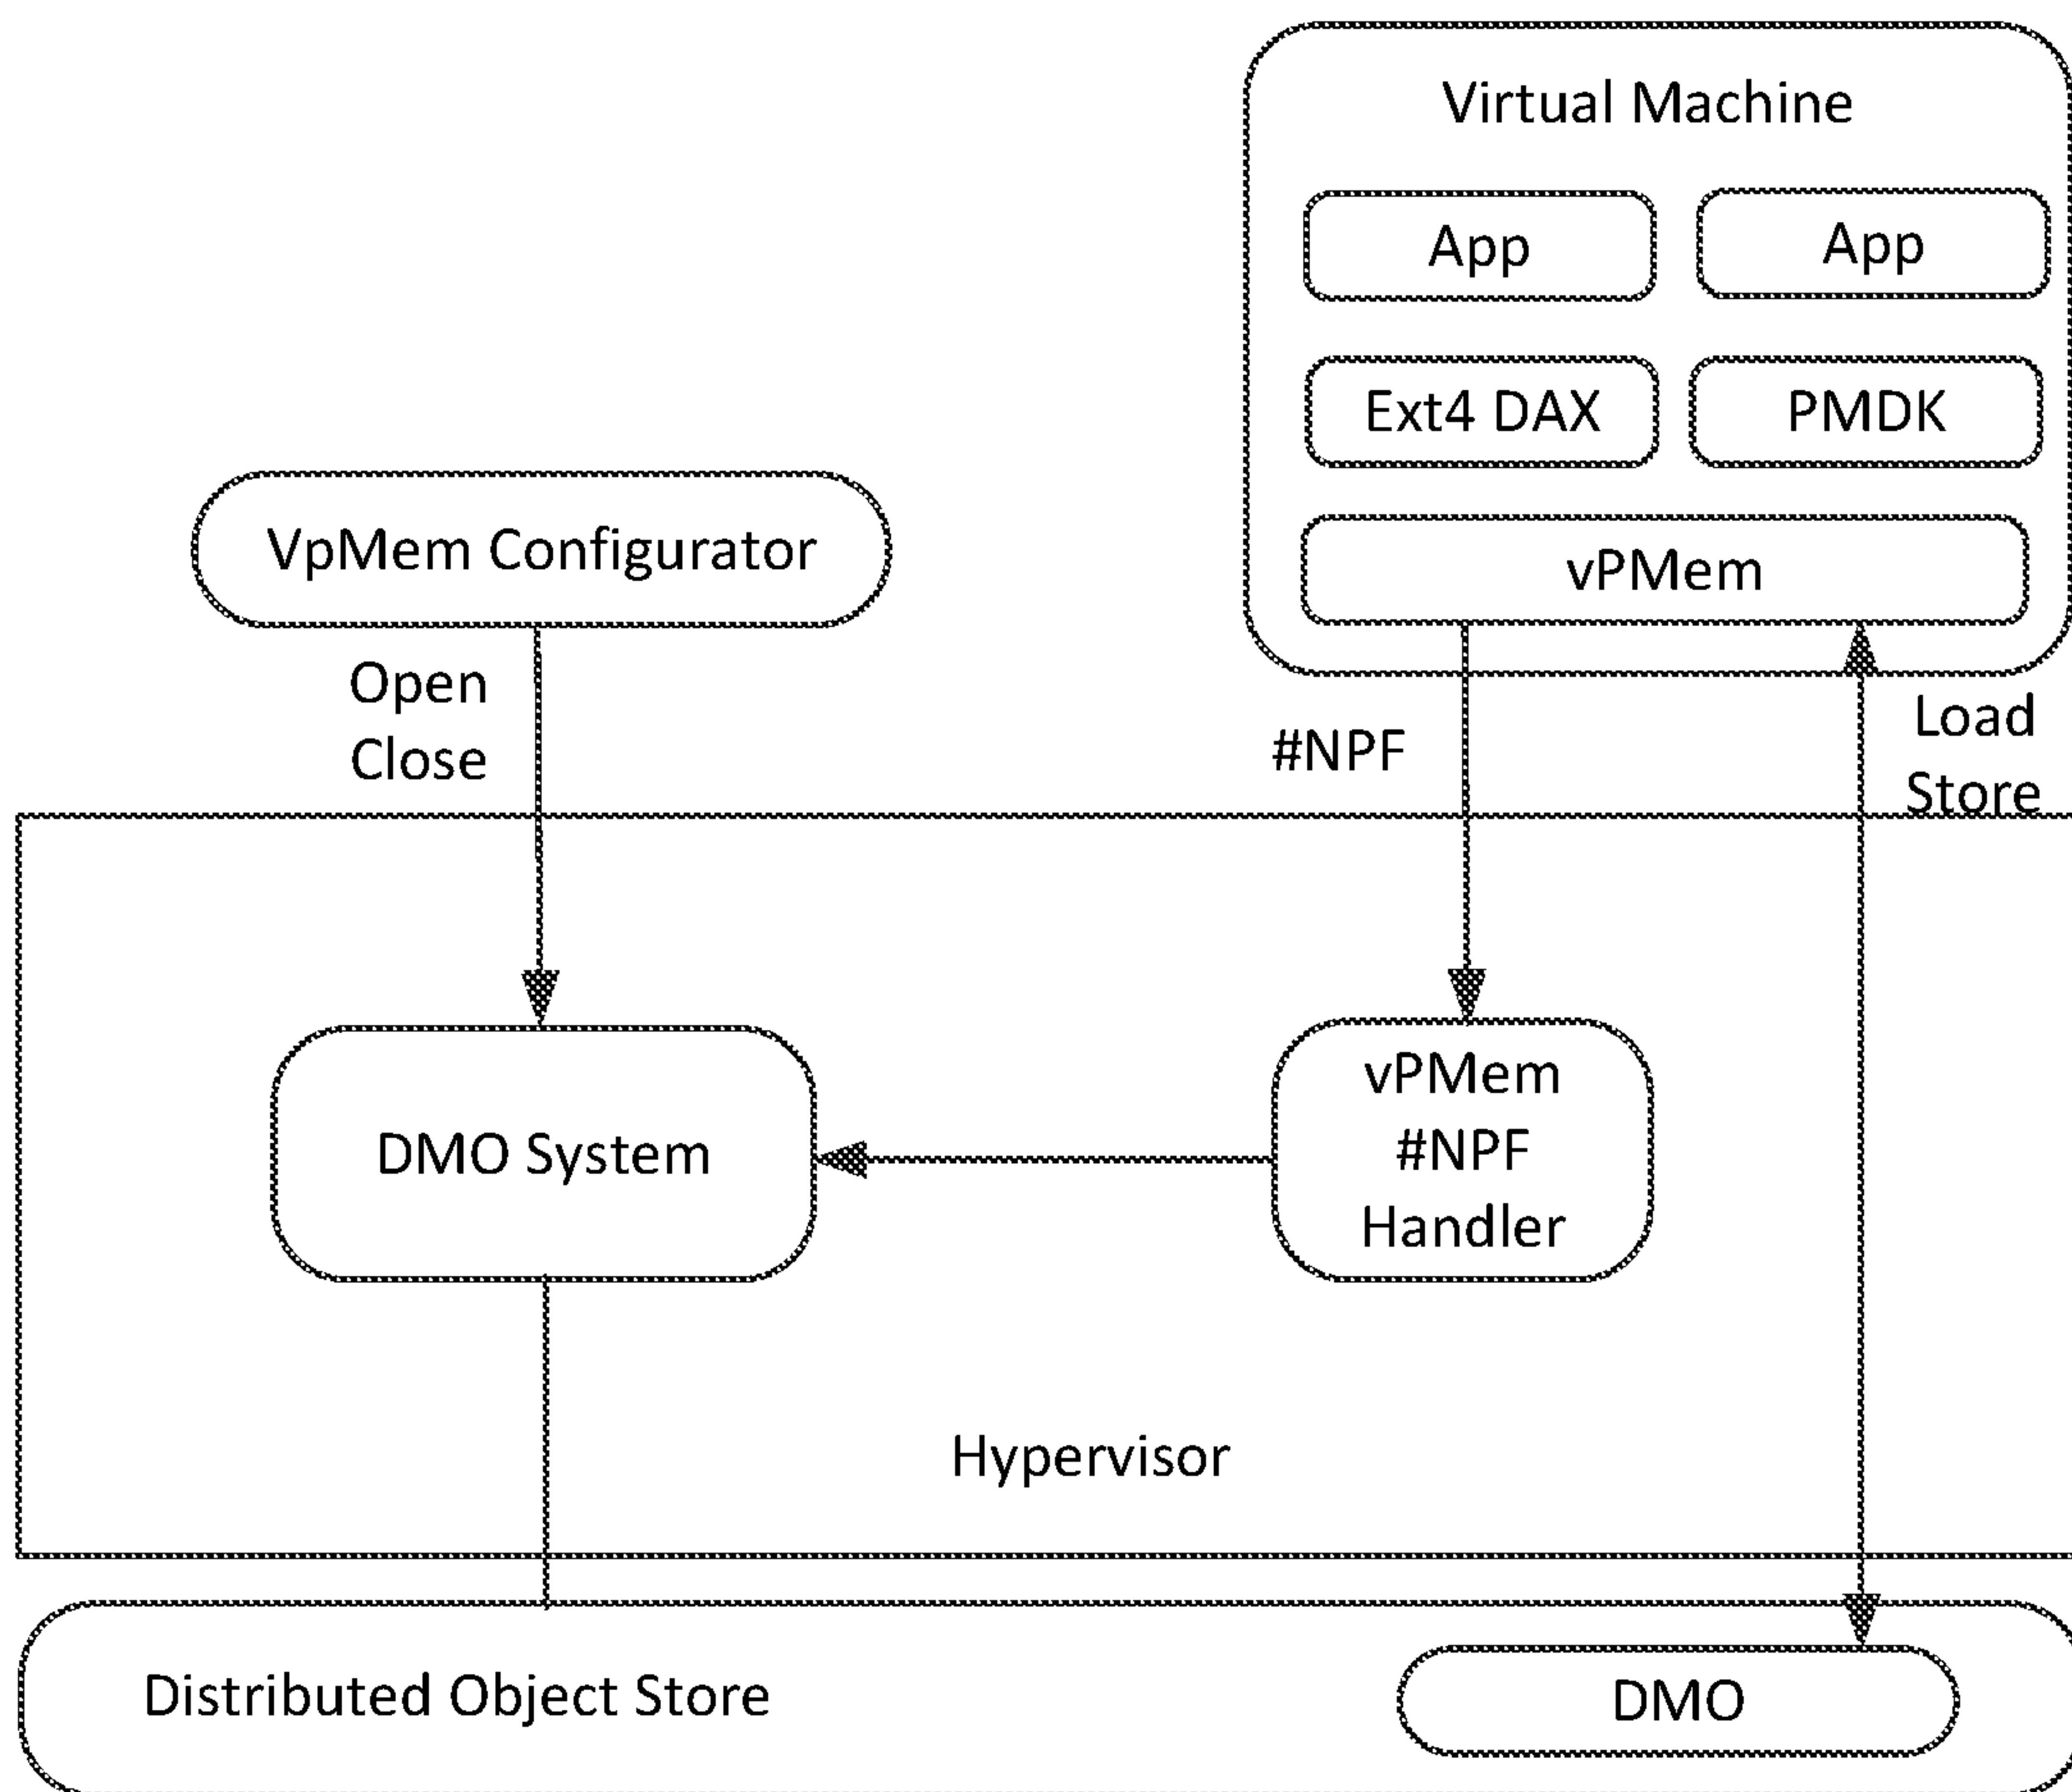 Virtual Machine
App
App
Ext4 DAX
PMDK
vPMem
VpMem Configurator
Open
Close
#NPF
Load
Store
DMO System
vPMem
#NPF
Handler
Hypervisor
Distributed Object Store
DMO